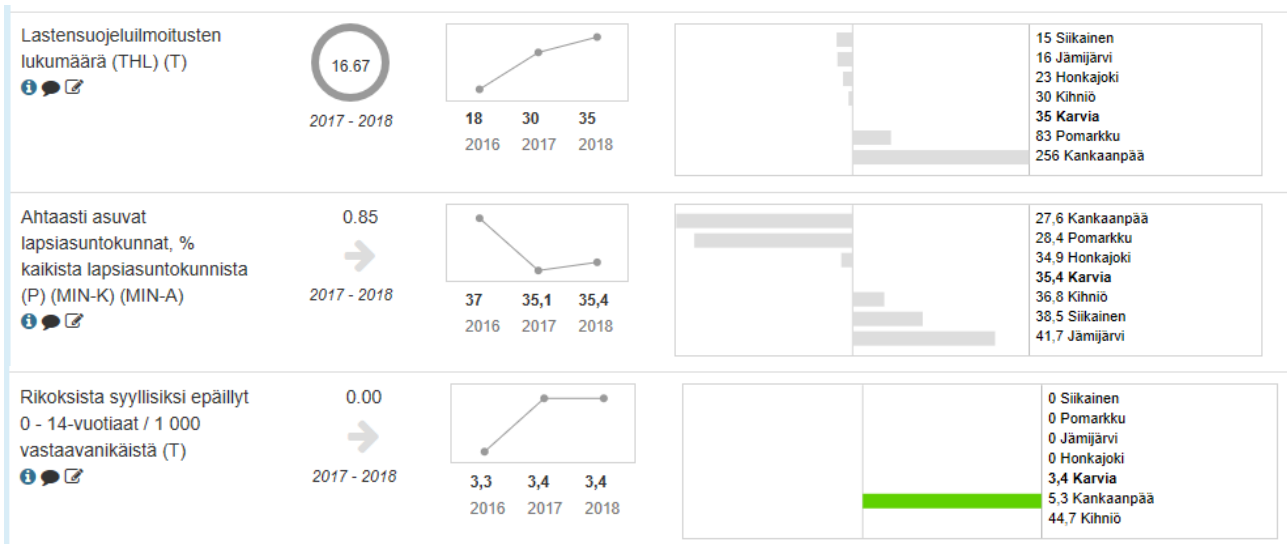 Lastensuojeluilmoitusten
lukumäärä (THL) (T)
16.67
2017 - 2018
18 30 35
2016 2017 2018
15 Siikainen
16 Jämijärvi
23 Honkajoki
30 Kihniö
35 Karvia
83 Pomarkku
256 Kankaanpää
Ahtaasti asuvat
lapsiasuntokunnat, %
kaikista lapsiasuntokunnista
(P) (MIN-K) (MIN-A)
0.85
2017 - 2018
37 35,1 35,4
2016 2017 2018
27,6 Kankaanpää
28,4 Pomarkku
34,9 Honkajoki
35,4 Karvia
36,8 Kihniö
38,5 Siikainen
41,7 Jämijärvi
Rikoksista syyllisiksi epäillyt
0 - 14-vuotiaat / 1 000
vastaavanikäistä (T)
0.00
2017 - 2018
3,3 3,4 3,4
2016 2017 2018
0 Siikainen
0 Pomarkku
0 Jämijärvi
0 Honkajoki
3,4 Karvia
5,3 Kankaanpää
44,7 Kihniö